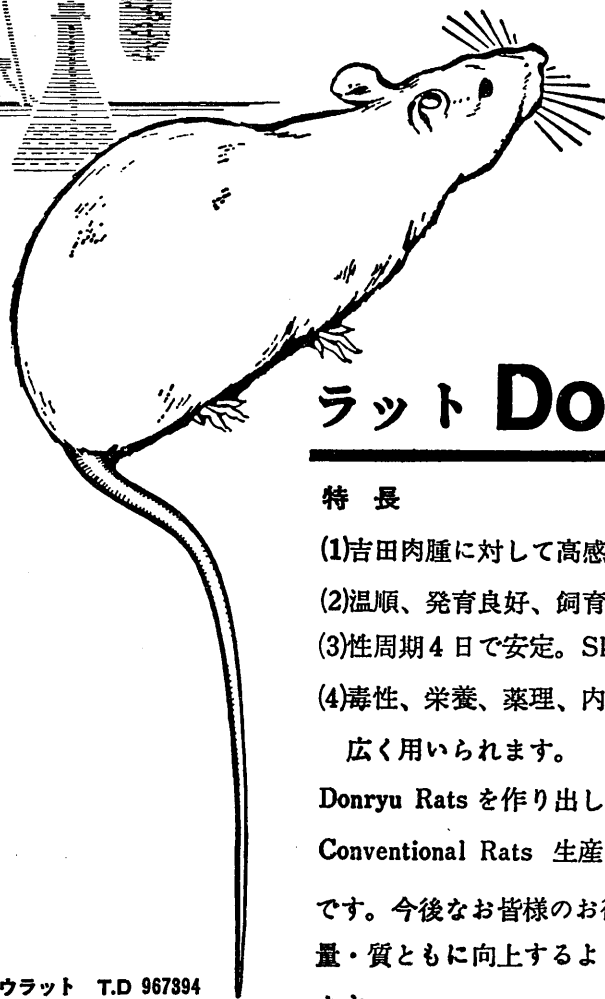 ラット Do
特 長
(1)吉田肉腫に対して高感
(2)温順、発育良好、飼育
(3)性周期4日で安定。SP
(4)毒性、栄養、薬理、内
広く用いられます。
Donryu Rats を作り出し
Conventional Rats 生産
です。今後なお皆様のお
量・質ともに向上するよ
ウラット T.D 967394